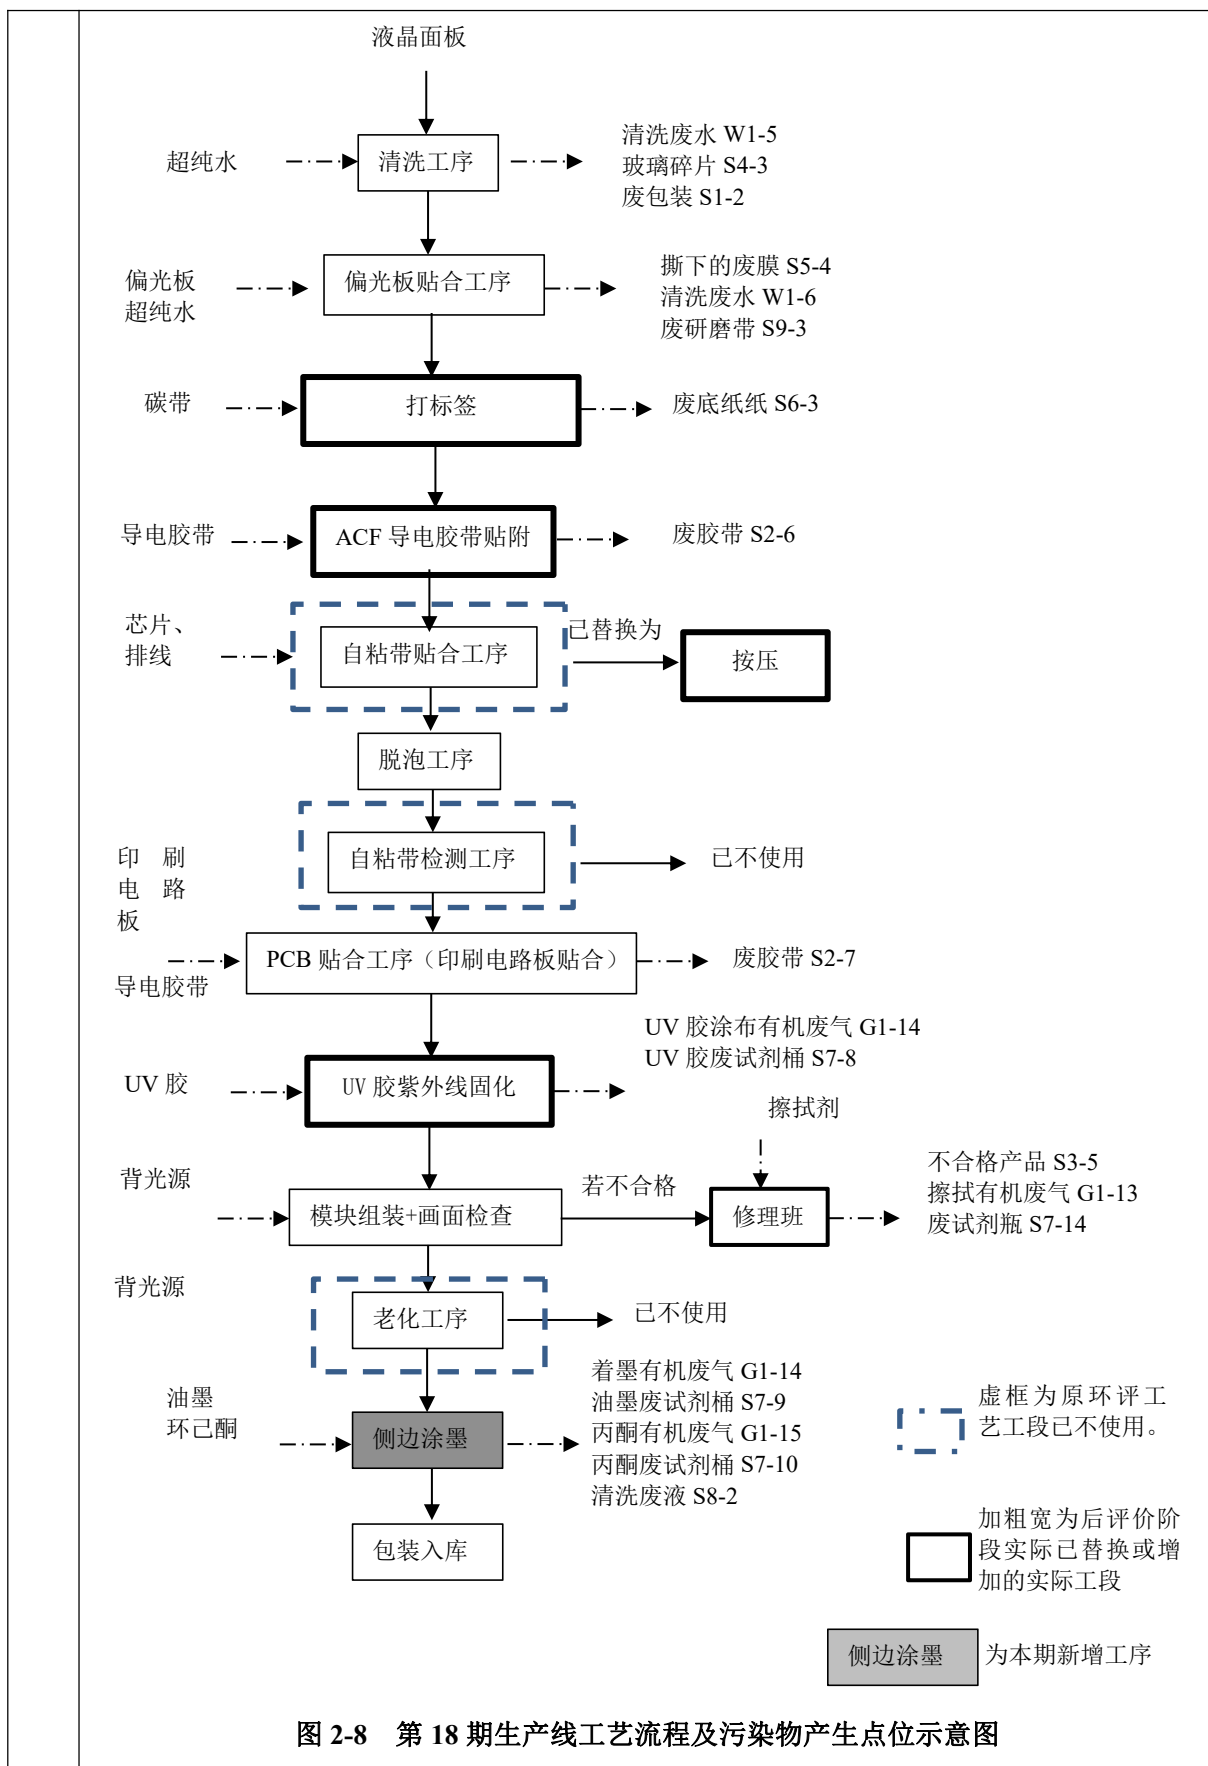 液晶面板
超纯水
清洗工序
清洗废水 W1-5
玻璃碎片 S4-3
废包装 S1-2
偏光板
超纯水
偏光板贴合工序
撕下的废膜 S5-4
清洗废水 W1-6
废研磨带 S9-3
碳带
打标签
废底纸纸 S6-3
导电胶带
ACF 导电胶带贴附
废胶带 S2-6
芯片、
排线
自粘带贴合工序
已替换为
按压
脱泡工序
印 刷
电 路
板
自粘带检测工序
已不使用
导电胶带
PCB 贴合工序（印刷电路板贴合）
废胶带 S2-7
UV 胶
UV 胶紫外线固化
UV 胶涂布有机废气 G1-14
UV 胶废试剂桶 S7-8
擦拭剂
背光源
模块组装+画面检查
若不合格
修理班
不合格产品 S3-5
擦拭有机废气 G1-13
废试剂瓶 S7-14
背光源
老化工序
已不使用
油墨
环己酮
侧边涂墨
着墨有机废气 G1-14
油墨废试剂桶 S7-9
丙酮有机废气 G1-15
丙酮废试剂桶 S7-10
清洗废液 S8-2
包装入库
虚框为原环评工
艺工段已不使用。
加粗宽为后评价阶
段实际已替换或增
加的实际工段
侧边涂墨
为本期新增工序
图 2-8 第 18 期生产线工艺流程及污染物产生点位示意图